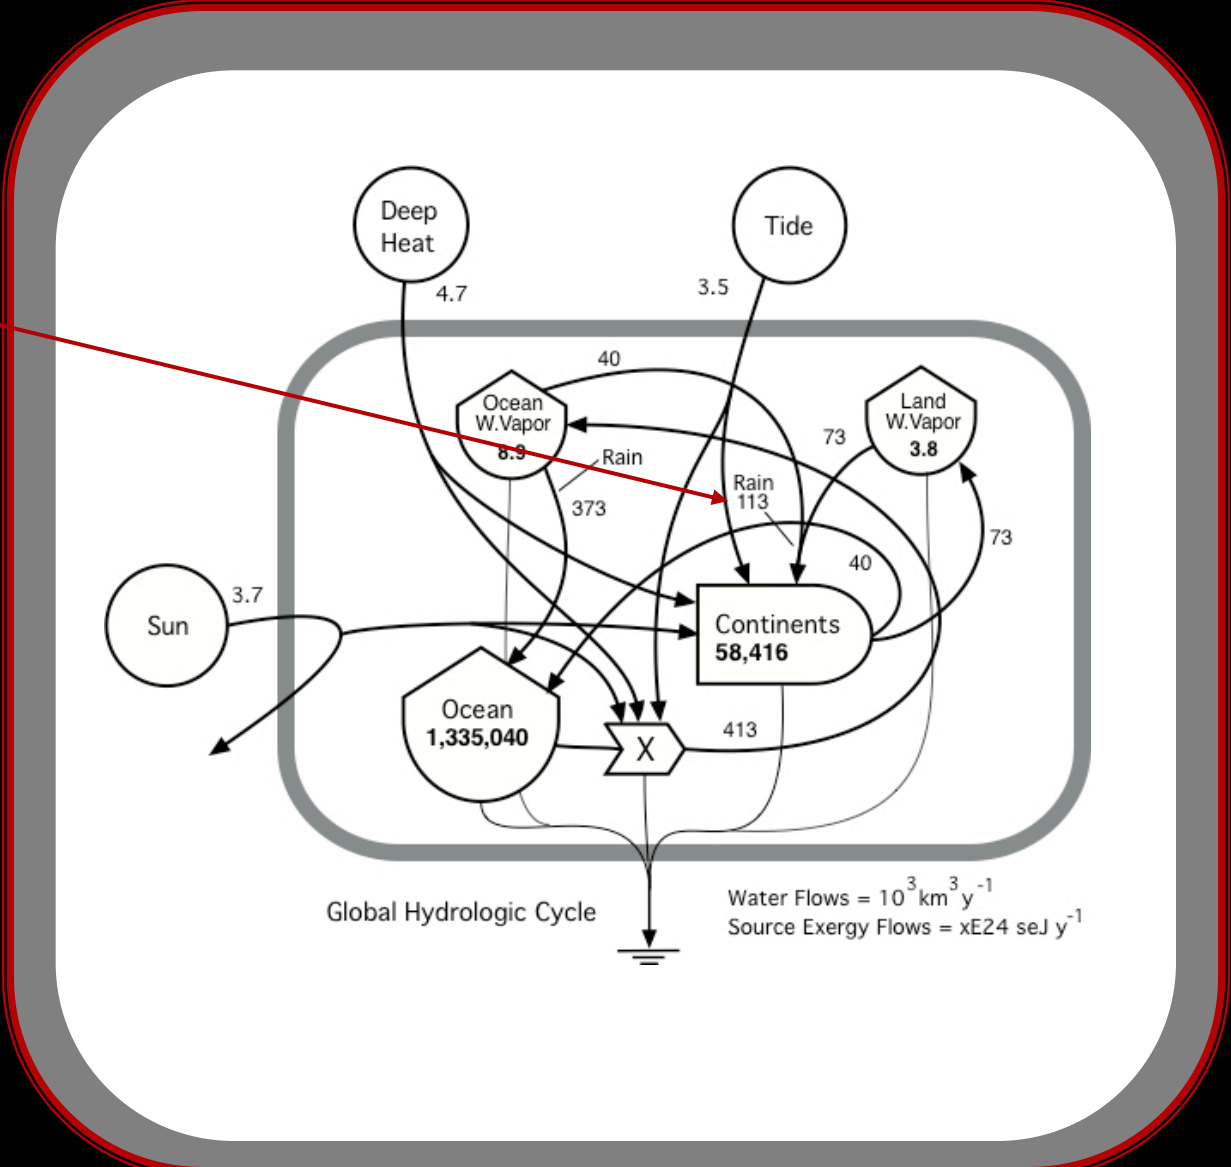 Deep
Heat
Tide
4.7
3.5
40
Ocean
W.Vapor
8.9
Land
W.Vapor
3.8
73
Rain
373
Rain
113
40
73
Sun
3.7
Continents
58,416
Ocean
1,335,040
X
413
Global Hydrologic Cycle
Water Flows = 10³km³y⁻¹
Source Exergy Flows = xE24 seJ y⁻¹